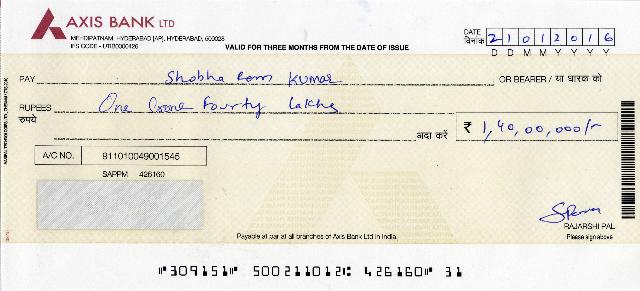 AXIS BANK LTD
MEHDIPATNAM, HYDERABAD [AP], HYDERABAD, 500028
IFS CODE - UTIB0000426
VALID FOR THREE MONTHS FROM THE DATE OF ISSUE
DATE
दिनांक
2 1 0 1 2 0 1 6
D D M M Y Y Y Y
PAY Shobha Ram Kumar OR BEARER / या धारक को
RUPEES One Crore Fourty Lakhs
रुपये
अदा करें ₹ 1,40,00,000/-
A/C NO. 911010049001545
SAPPM 426160
RAJARSHI PAL
Payable at par at all branches of Axis Bank Ltd in India.
Please sign above
⑈309151⑈ 500211012⑆ 426160⑈ 31